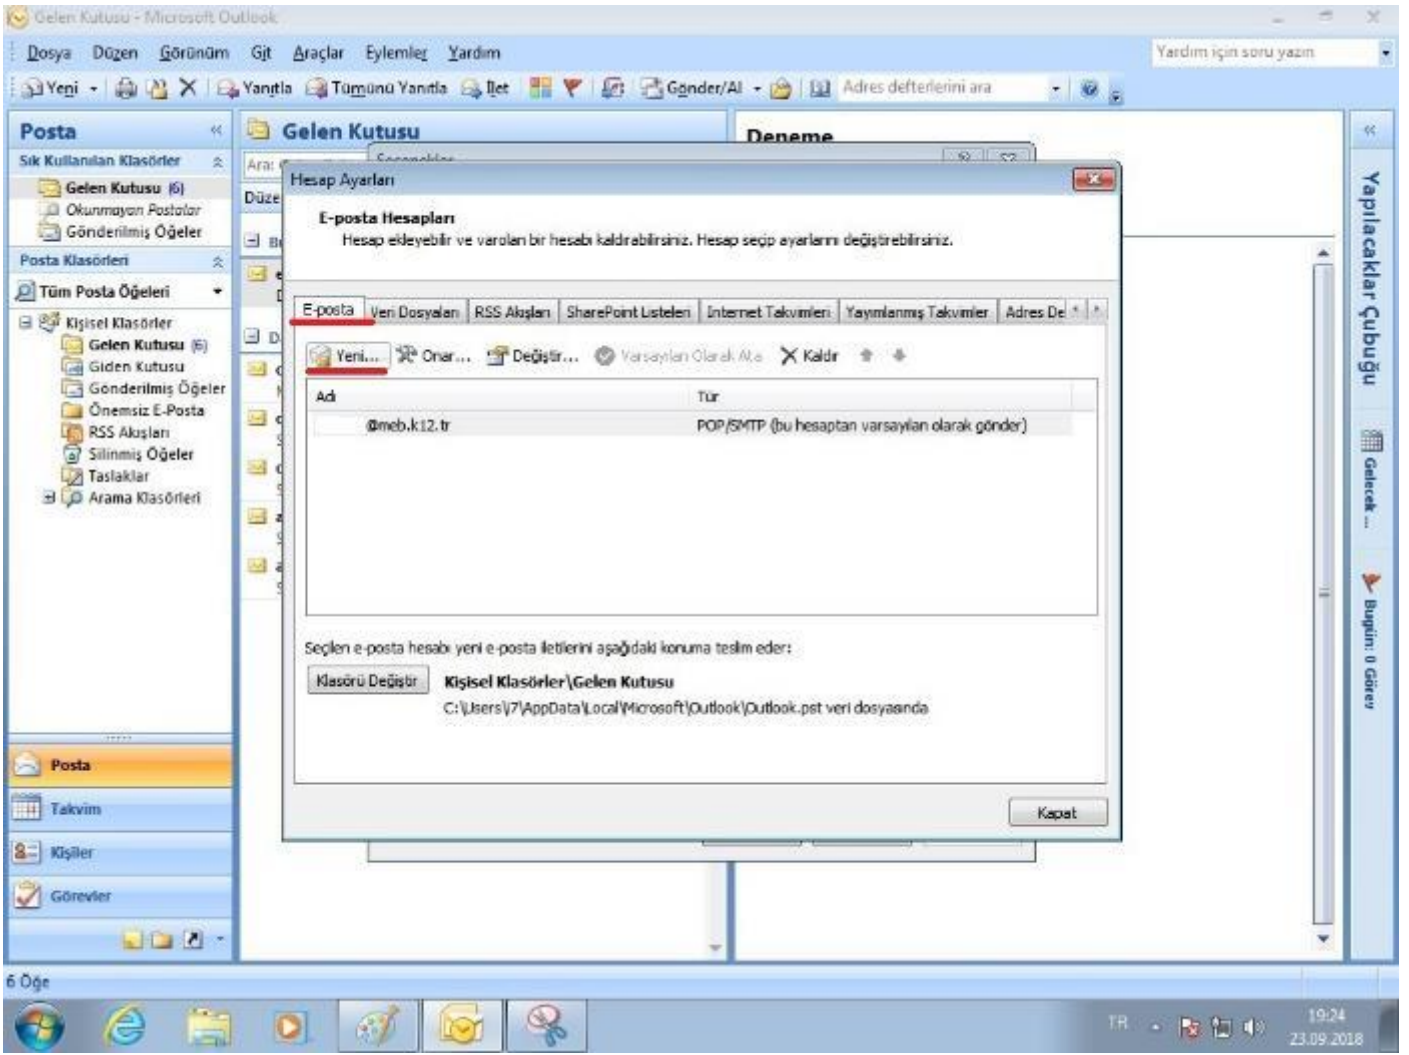 Gelen Kutusu - Microsoft Outlook
Dosya Düzen Görünüm Git Araçlar Eylemler Yardım
Yardım için soru yazın
Yeni Yanıtla Tümünü Yanıtla İlet Gönder/Al Adres defterlerini ara
Posta
Sık Kullanılan Klasörler
Gelen Kutusu (6)
Okunmayan Postalar
Gönderilmiş Öğeler
Posta Klasörleri
Tüm Posta Öğeleri
Kişisel Klasörler
Gelen Kutusu (6)
Giden Kutusu
Gönderilmiş Öğeler
Önemsiz E-Posta
RSS Akışları
Silinmiş Öğeler
Taslaklar
Arama Klasörleri
Posta
Takvim
Kişiler
Görevler
Gelen Kutusu
Ara:
Düze
Deneme
Seçenekler
Hesap Ayarları
E-posta Hesapları
Hesap ekleyebilir ve varolan bir hesabı kaldırabilirsiniz. Hesap seçip ayarlarını değiştirebilirsiniz.
E-posta Veri Dosyaları RSS Akışları SharePoint Listeleri Internet Takvimleri Yayımlanmış Takvimler Adres De
Yeni... Onar... Değiştir... Varsayılan Olarak Ata Kaldır
Adı Tür
@meb.k12.tr POP/SMTP (bu hesaptan varsayılan olarak gönder)
Seçilen e-posta hesabı yeni e-posta iletilerini aşağıdaki konuma teslim eder:
Klasörü Değiştir Kişisel Klasörler\Gelen Kutusu
C:\Users\7\AppData\Local\Microsoft\Outlook\Outlook.pst veri dosyasında
Kapat
Yapılacaklar Çubuğu
Gelecek ...
Bugün: 0 Görev
6 Öğe
TR
19:24
23.09.2018